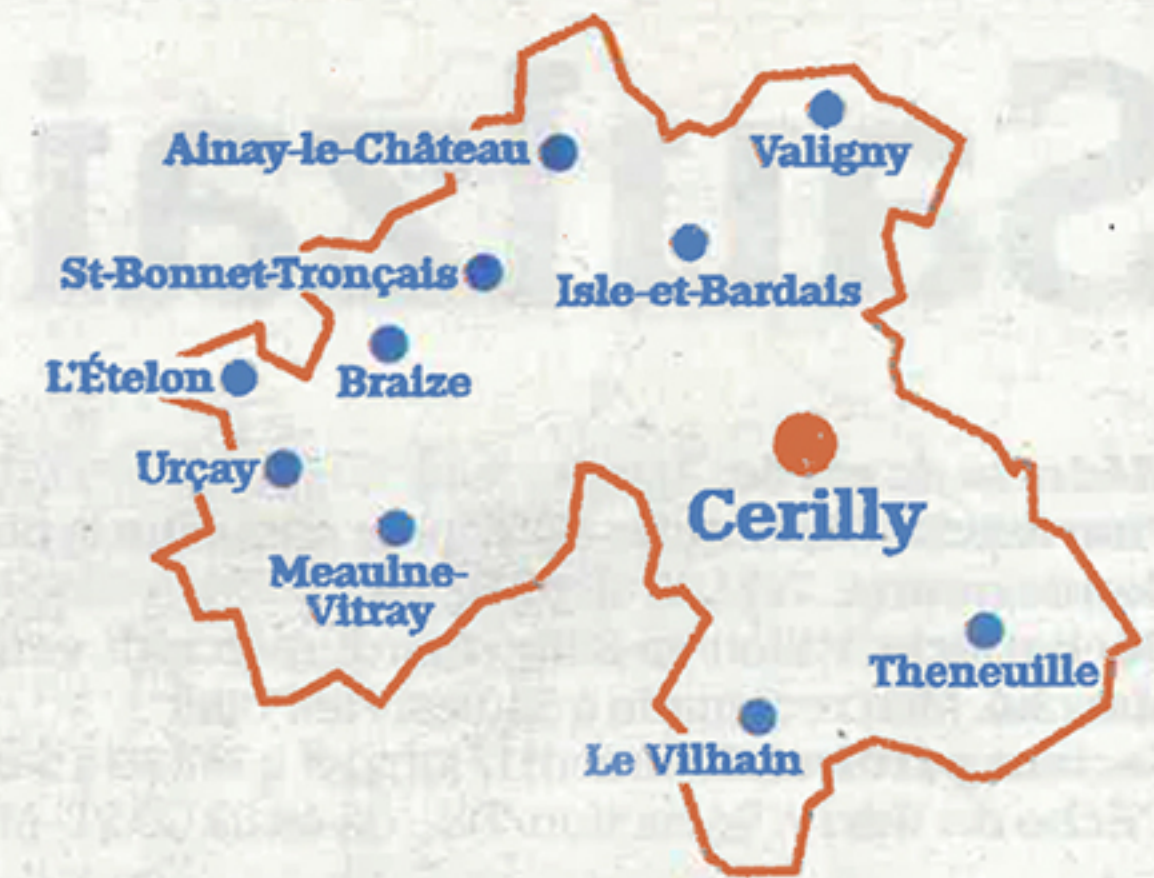 Ainay-le-Château
Valigny
St-Bonnet-Tronçais
Isle-et-Bardais
L'Ételon
Braize
Urçay
Cerilly
Meaulne-
Vitray
Theneuille
Le Vilhain